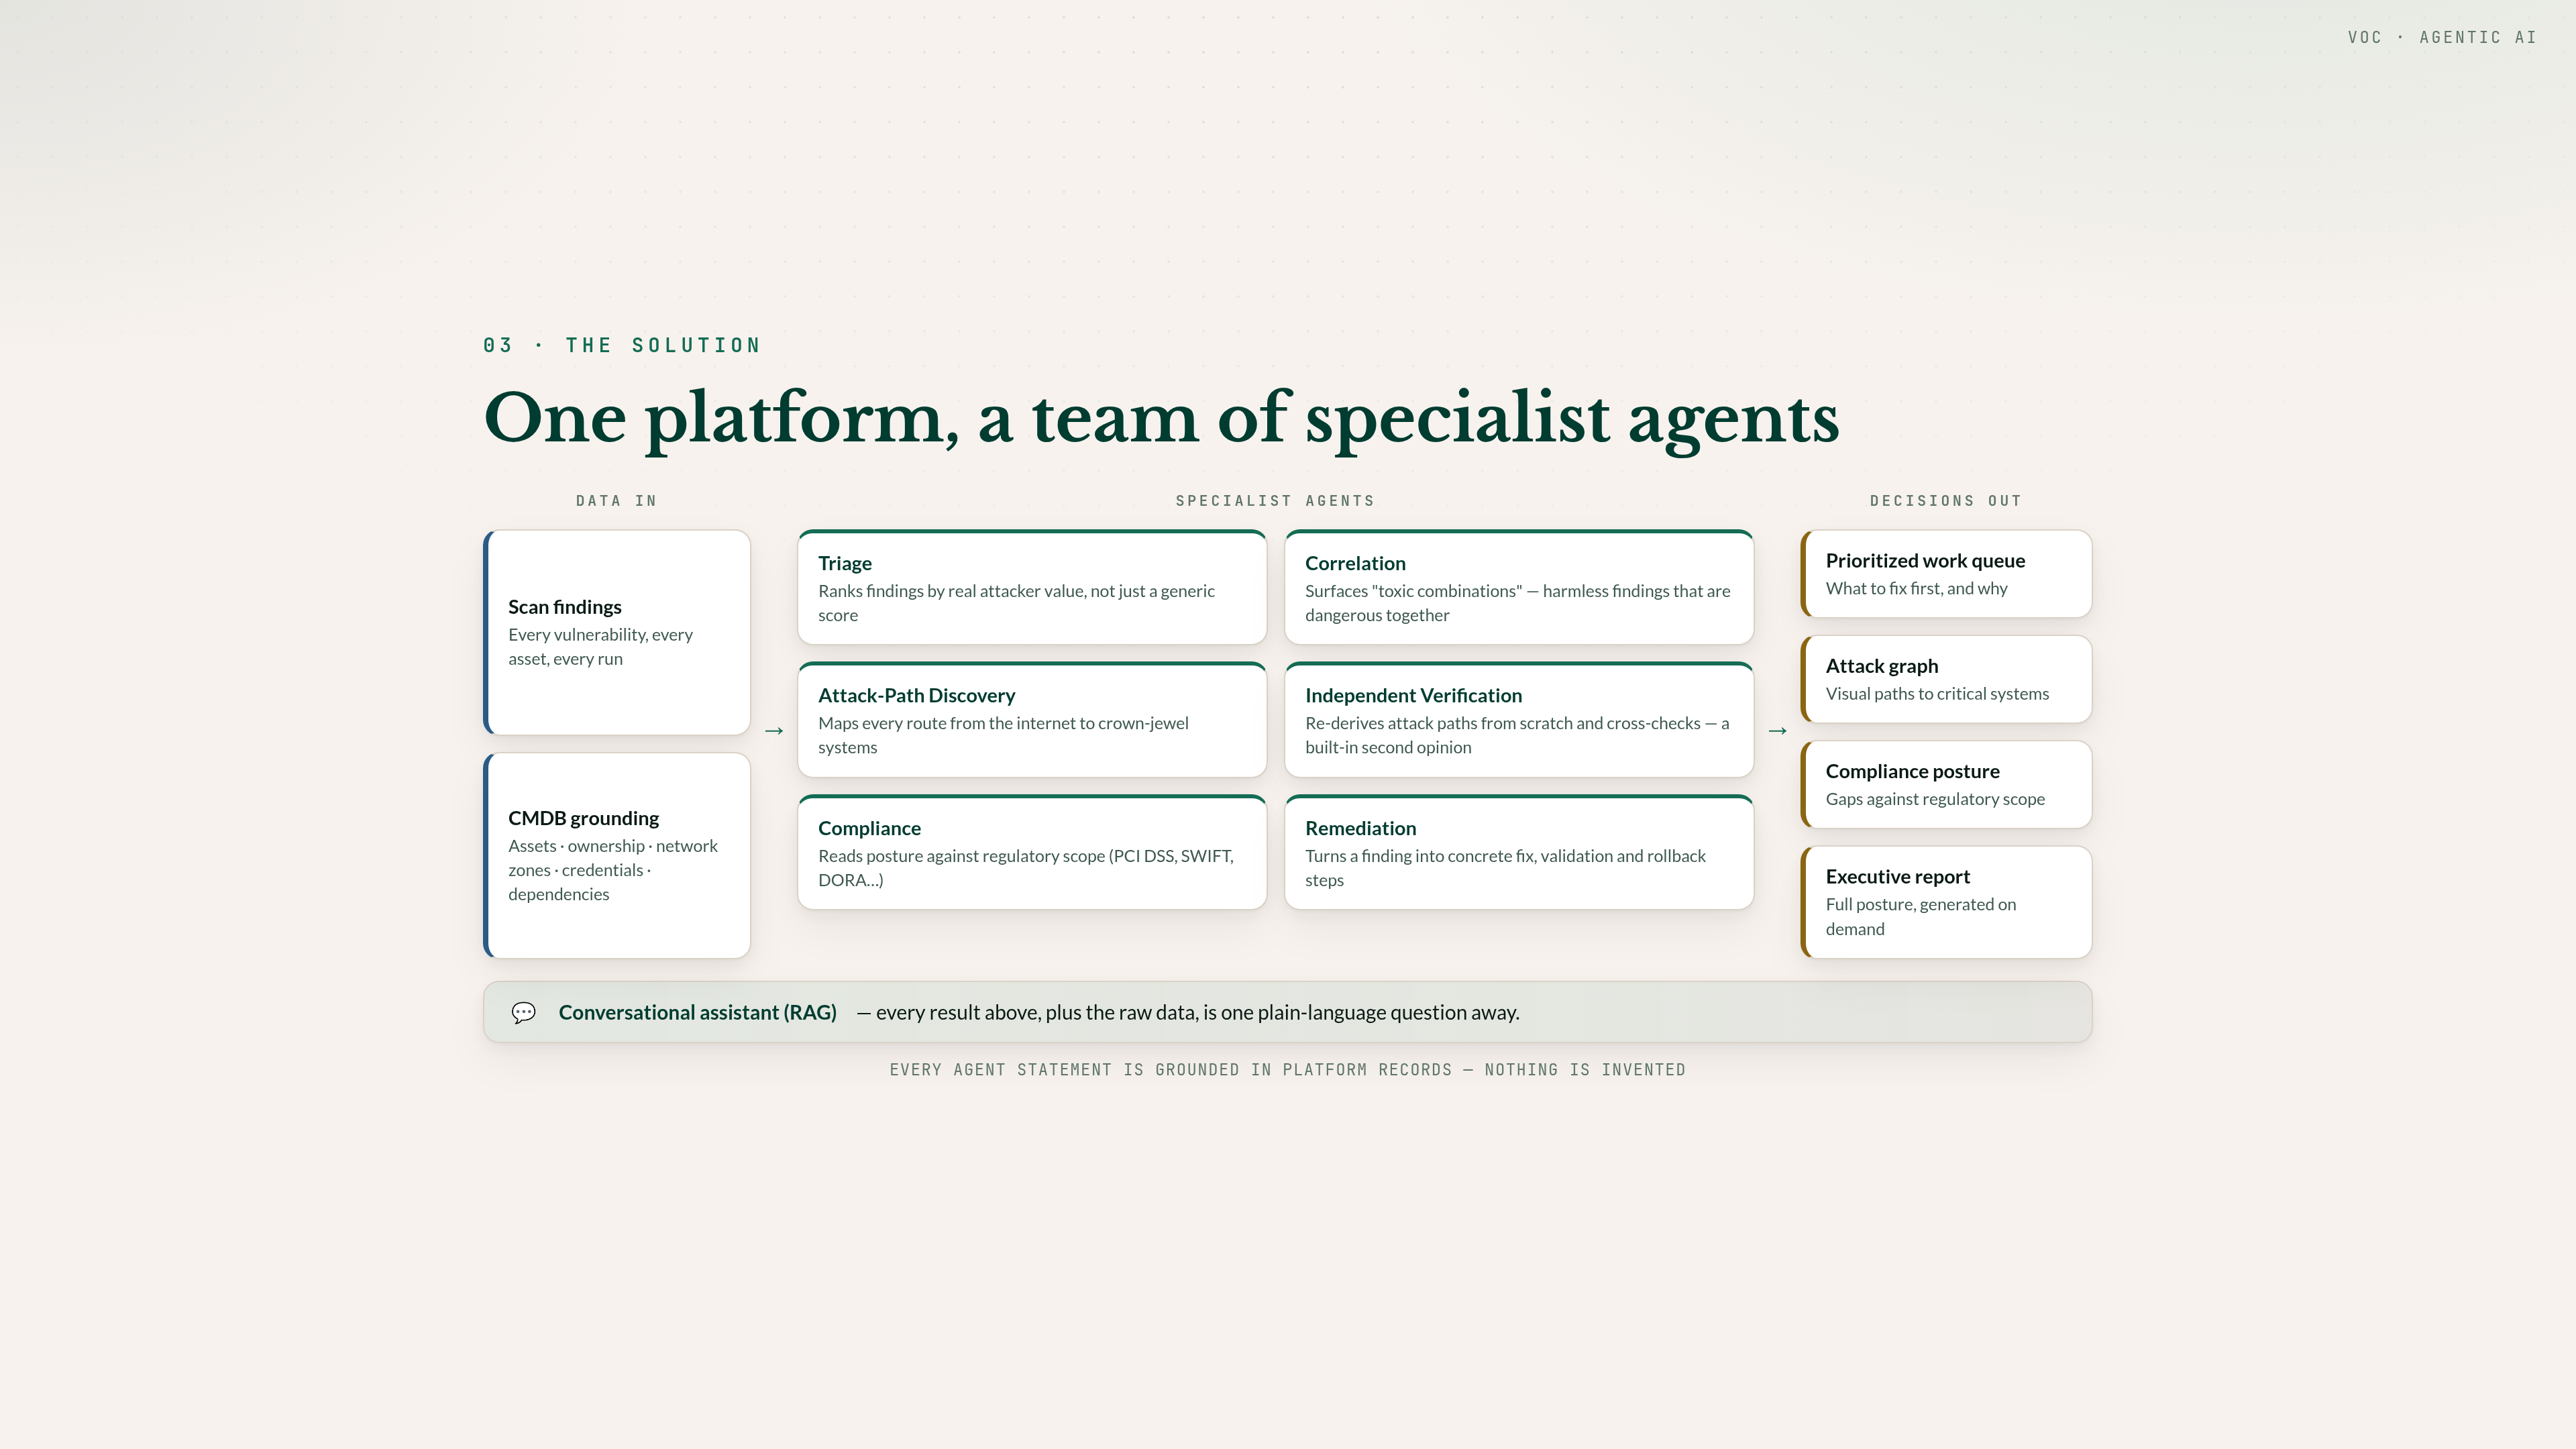 VOC · AGENTIC AI
03 · THE SOLUTION
One platform, a team of specialist agents
DATA IN
Scan findings
Every vulnerability, every
asset, every run
CMDB grounding
Assets · ownership · network
zones · credentials ·
dependencies
→
SPECIALIST AGENTS
Triage
Ranks findings by real attacker value, not just a generic
score
Correlation
Surfaces "toxic combinations" — harmless findings that are
dangerous together
Attack-Path Discovery
Maps every route from the internet to crown-jewel
systems
Independent Verification
Re-derives attack paths from scratch and cross-checks — a
built-in second opinion
Compliance
Reads posture against regulatory scope (PCI DSS, SWIFT,
DORA…)
Remediation
Turns a finding into concrete fix, validation and rollback
steps
→
DECISIONS OUT
Prioritized work queue
What to fix first, and why
Attack graph
Visual paths to critical systems
Compliance posture
Gaps against regulatory scope
Executive report
Full posture, generated on
demand
💬 Conversational assistant (RAG) — every result above, plus the raw data, is one plain-language question away.
EVERY AGENT STATEMENT IS GROUNDED IN PLATFORM RECORDS — NOTHING IS INVENTED